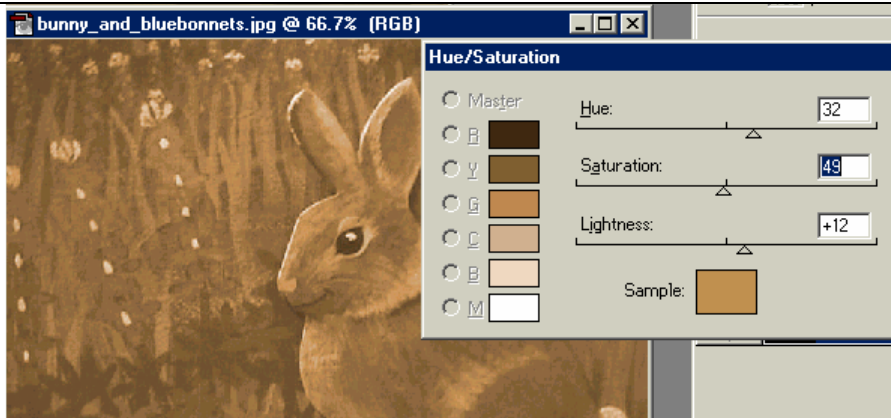 bunny_and_bluebonnets.jpg @ 66.7% (RGB)
Hue/Saturation
Master
R
Y
G
C
B
M
Hue: 32
Saturation: 49
Lightness: +12
Sample: